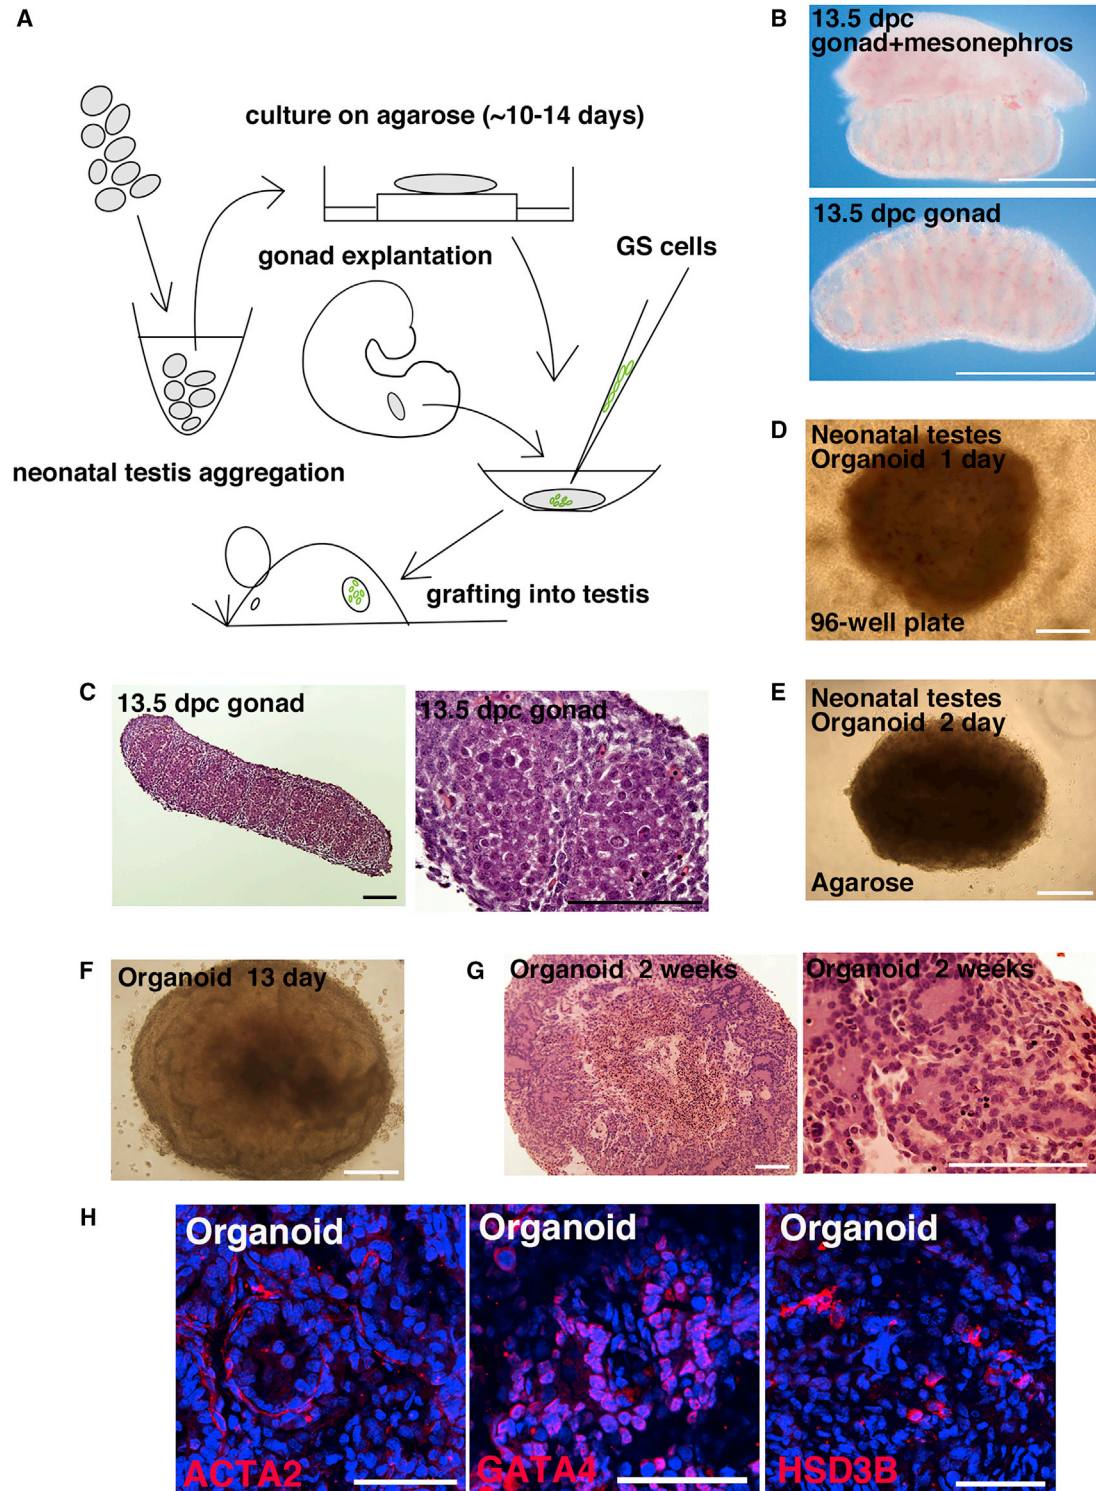 A
culture on agarose (~10-14 days)
gonad explantation
GS cells
neonatal testis aggregation
grafting into testis
B
13.5 dpc
gonad+mesonephros
13.5 dpc gonad
C
13.5 dpc gonad
13.5 dpc gonad
D
Neonatal testes
Organoid 1 day
96-well plate
E
Neonatal testes
Organoid 2 day
Agarose
F
Organoid 13 day
G
Organoid 2 weeks
Organoid 2 weeks
H
Organoid
ACTA2
Organoid
GATA4
Organoid
HSD3B